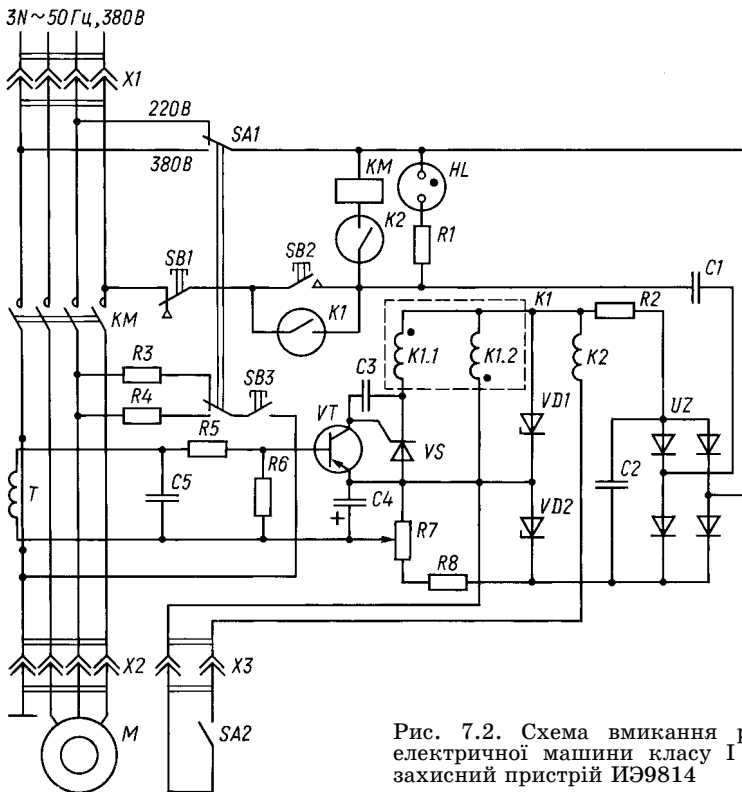 3N~50Гц,380В
X1
220В
SA1
380В
KM
HL
K2
R1
SB1
SB2
C1
K1
KM
K1
R2
R3
K1.1
K1.2
K2
C3
SB3
R4
VT
VD1
UZ
R5
VS
R6
C2
T
C5
C4
VD2
+
R7
R8
X2
X3
M
SA2
Рис. 7.2. Схема вмикання
електричної машини класу I
захисний пристрій ИЭ9814